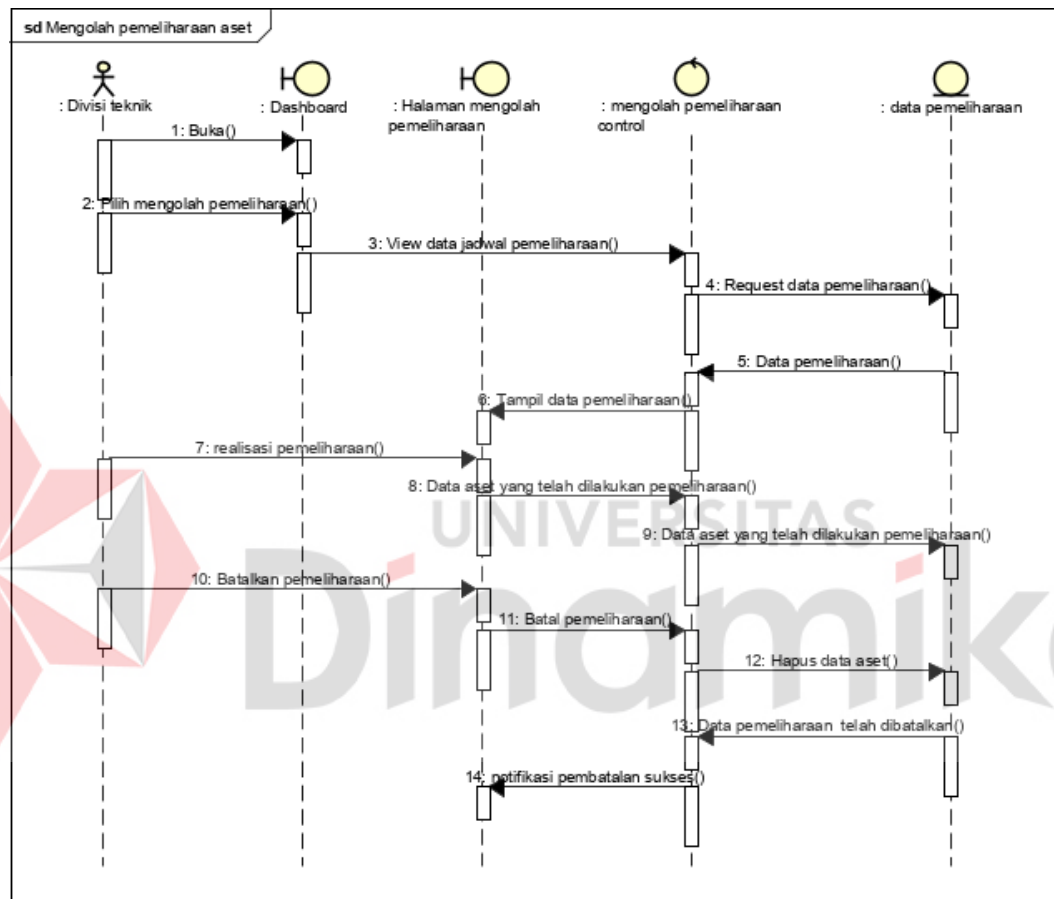 sd Mengolah pemeliharaan aset
: Divisi teknik
: Dashboard
: Halaman mengolah
pemeliharaan
: mengolah pemeliharaan
control
: data pemeliharaan
1: Buka()
2: Pilih mengolah pemeliharaan()
3: View data jadwal pemeliharaan()
4: Request data pemeliharaan()
5: Data pemeliharaan()
6: Tampil data pemeliharaan()
7: realisasi pemeliharaan()
8: Data aset yang telah dilakukan pemeliharaan()
UNIVERSITAS
9: Data aset yang telah dilakukan pemeliharaan()
Dinamika
10: Batalkan pemeliharaan()
11: Batal pemeliharaan()
12: Hapus data aset()
13: Data pemeliharaan telah dibatalkan()
14: notifikasi pembatalan sukses()